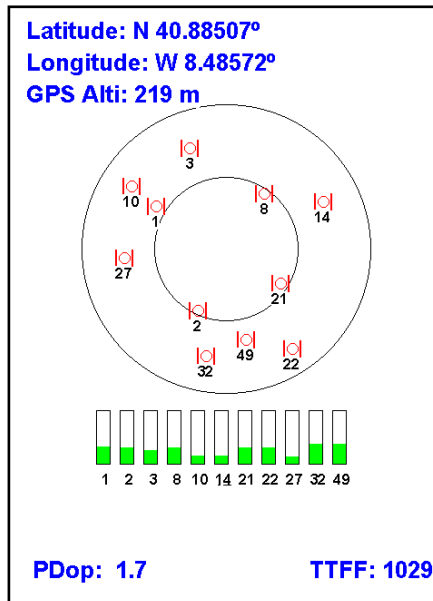 Latitude: N 40.88507º
Longitude: W 8.48572º
GPS Alti: 219 m
3
10
8
1
14
27
21
2
49
22
32
1 2 3 8 10 14 21 22 27 32 49
PDop: 1.7 TTFF: 1029